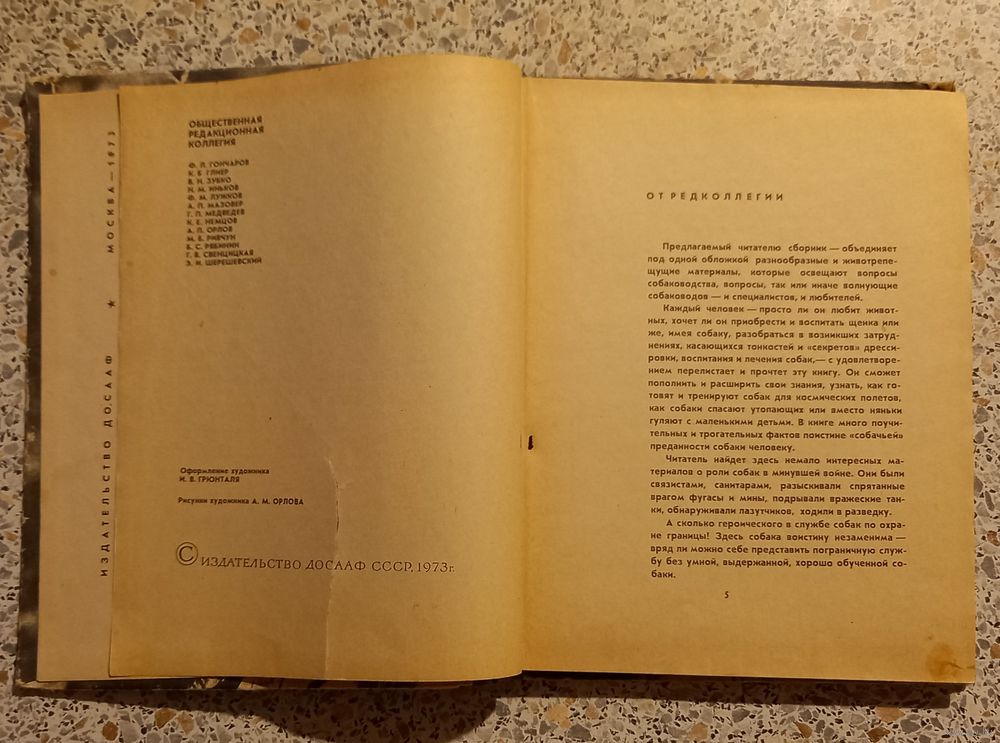 ИЗДАТЕЛЬСТВО ДОСААФ ★ МОСКВА — 1973
ОБЩЕСТВЕННАЯ
РЕДАКЦИОННАЯ
КОЛЛЕГИЯ
Ф. П. ГОНЧАРОВ
К. Б. ГЛИЕР
В. Н. ЗУБКО
Н. М. ИНЬКОВ
Ф. М. ЛУЖКОВ
А. П. МАЗОВЕР
Г. П. МЕДВЕДЕВ
К. Е. НЕМЦОВ
А. П. ОРЛОВ
М. Б. РИВЧУН
Б. С. РЯБИНИН
Г. В. СВЕНЦИЦКАЯ
Э. И. ШЕРЕШЕВСКИЙ
Оформление художника
И. В. ГРЮНТАЛЯ
Рисунки художника А. М. ОРЛОВА
© ИЗДАТЕЛЬСТВО ДОСААФ СССР, 1973 г.
ОТ РЕДКОЛЛЕГИИ
Предлагаемый читателю сборник — объединяет
под одной обложкой разнообразные и животрепе-
щущие материалы, которые освещают вопросы
собаководства, вопросы, так или иначе волнующие
собаководов — и специалистов, и любителей.
Каждый человек — просто ли он любит живот-
ных, хочет ли он приобрести и воспитать щенка или
же, имея собаку, разобраться в возникших затруд-
нениях, касающихся тонкостей и «секретов» дресси-
ровки, воспитания и лечения собак,— с удовлетворе-
нием перелистает и прочтет эту книгу. Он сможет
пополнить и расширить свои знания, узнать, как го-
товят и тренируют собак для космических полетов,
как собаки спасают утопающих или вместо няньки
гуляют с маленькими детьми. В книге много поучи-
тельных и трогательных фактов поистине «собачьей»
преданности собаки человеку.
Читатель найдет здесь немало интересных ма-
териалов о роли собак в минувшей войне. Они были
связистами, санитарами, разыскивали спрятанные
врагом фугасы и мины, подрывали вражеские тан-
ки, обнаруживали лазутчиков, ходили в разведку.
А сколько героического в службе собак по охра-
не границы! Здесь собака воистину незаменима —
вряд ли можно себе представить пограничную служ-
бу без умной, выдержанной, хорошо обученной со-
баки.
5